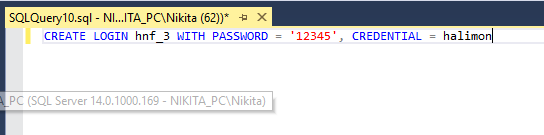 SQLQuery10.sql - NI...ITA_PC\Nikita (62))*
CREATE LOGIN hnf_3 WITH PASSWORD = '12345', CREDENTIAL = halimon
A_PC (SQL Server 14.0.1000.169 - NIKITA_PC\Nikita)